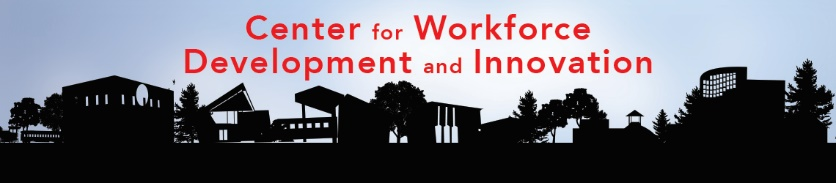 Center for Workforce
Development and Innovation